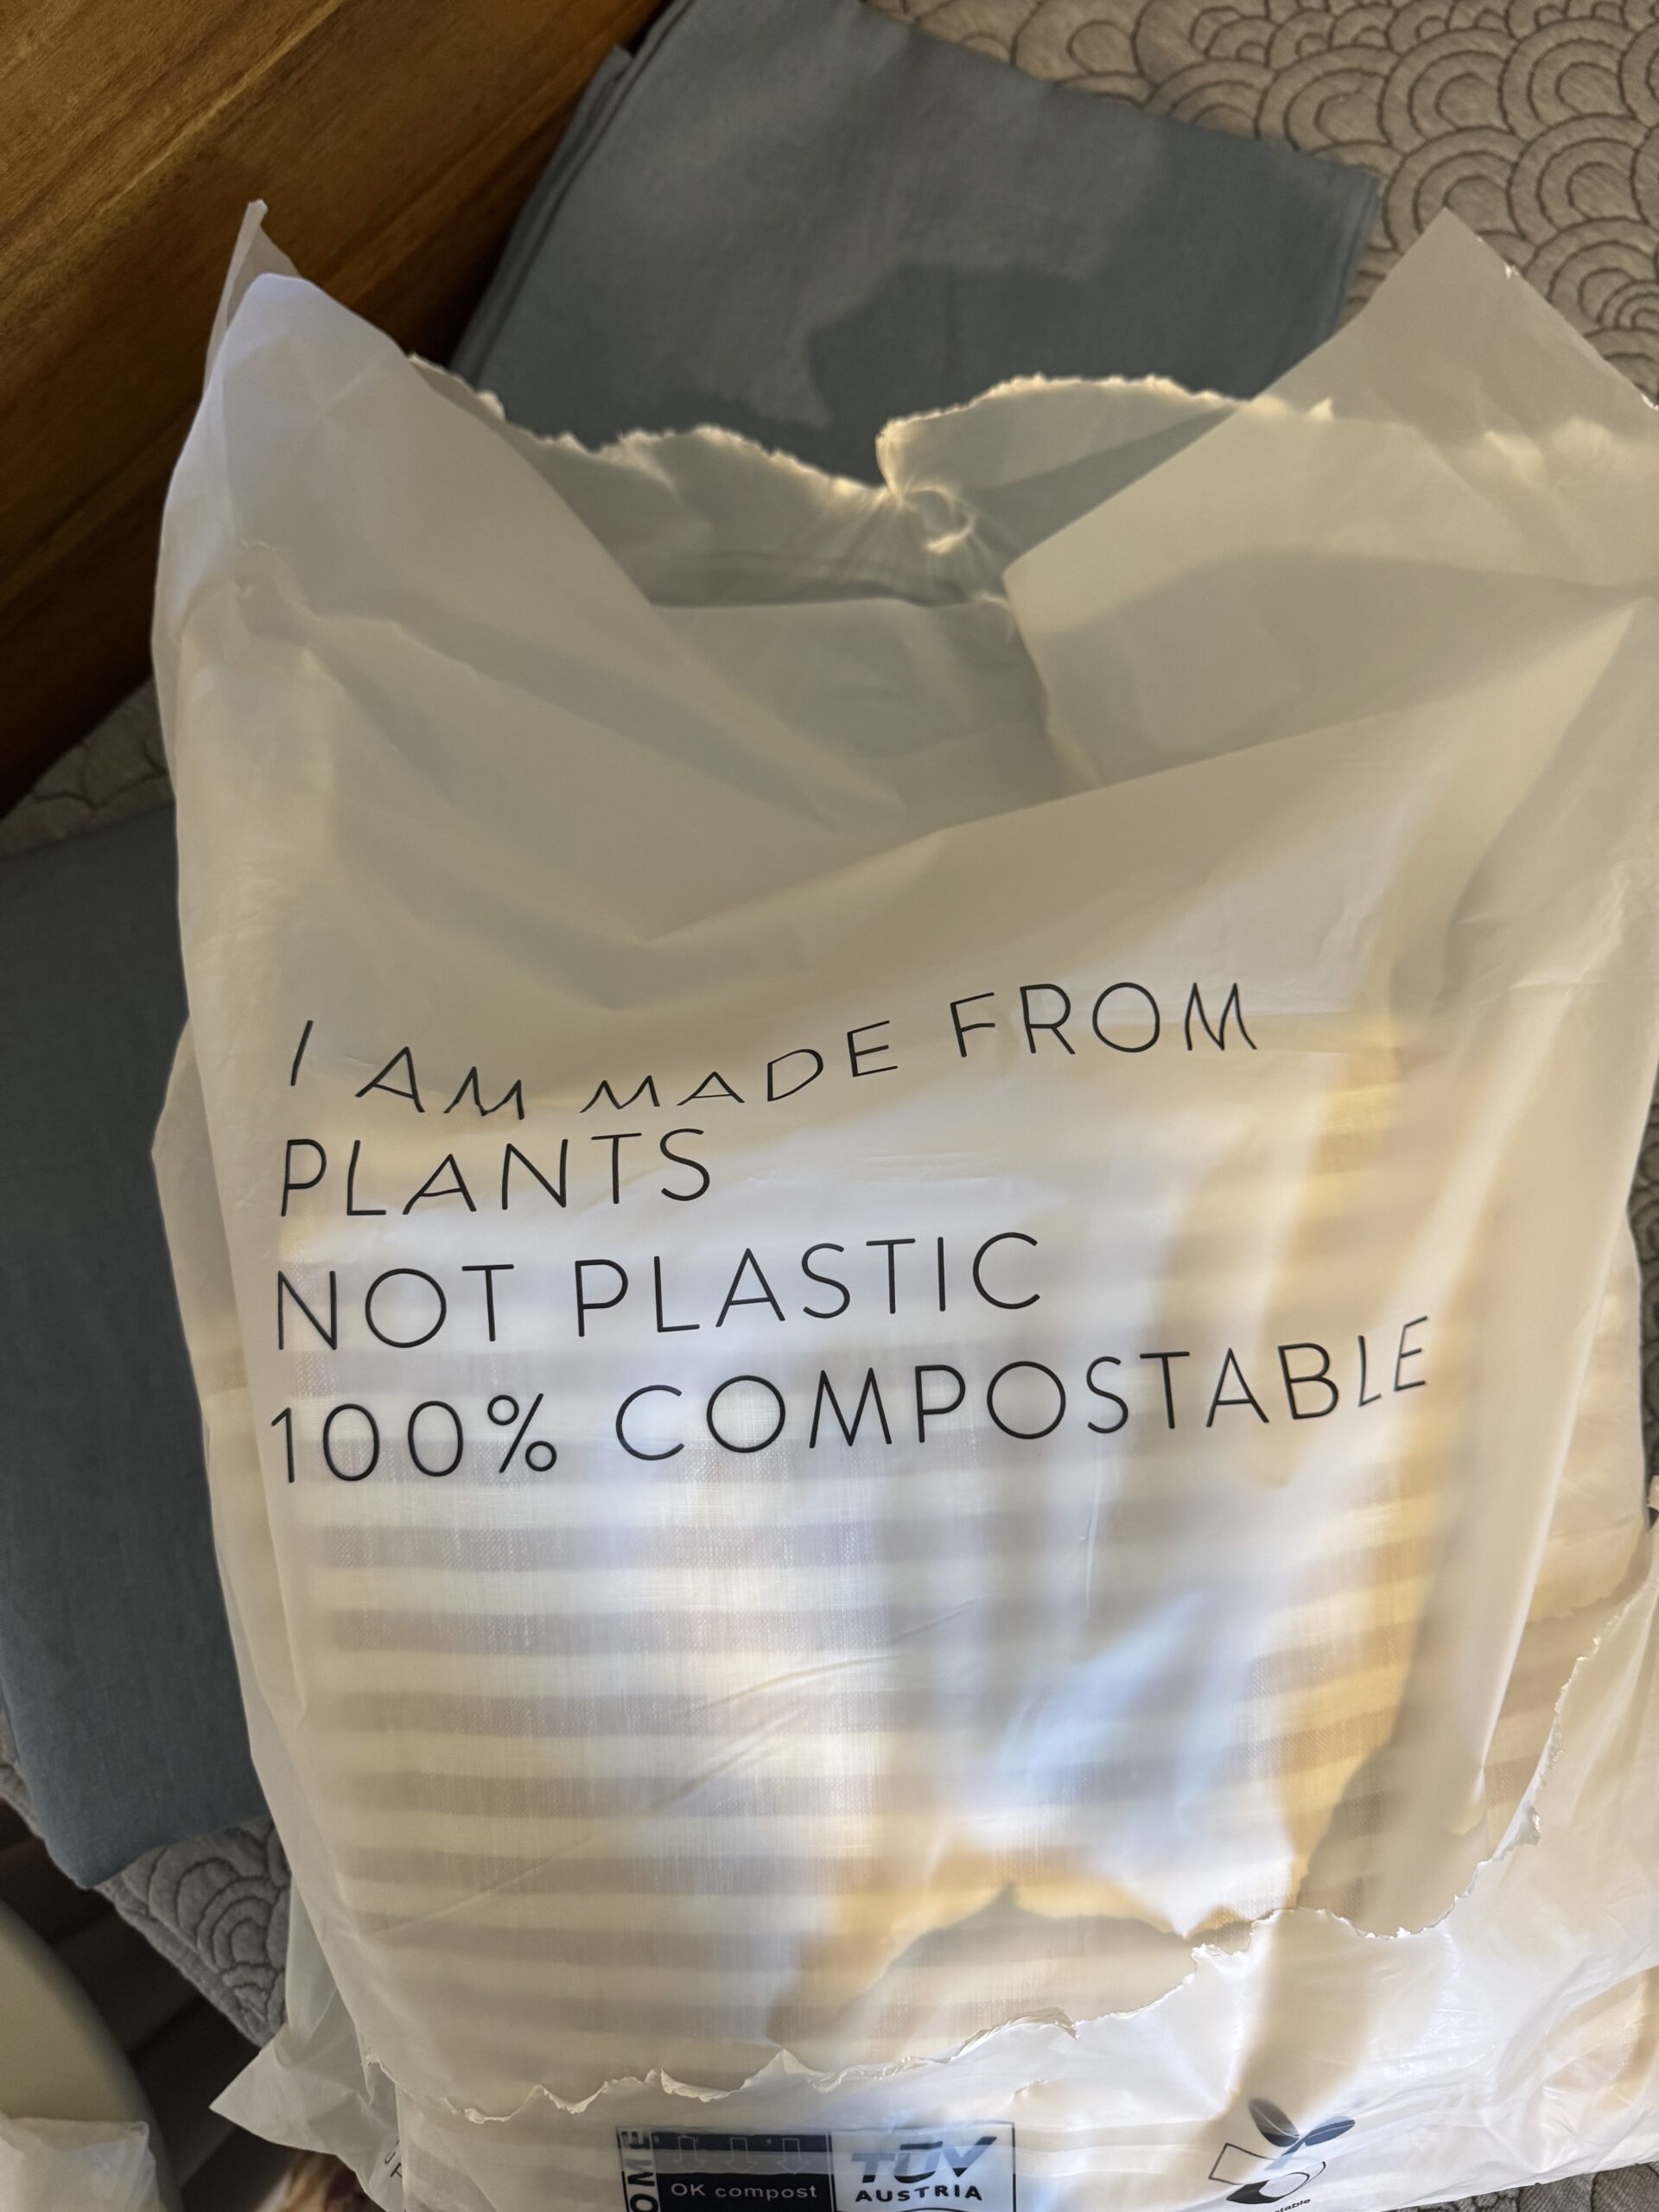 I AM MADE FROM
PLANTS
NOT PLASTIC
100% COMPOSTABLE
OK compost
TÜV
AUSTRIA